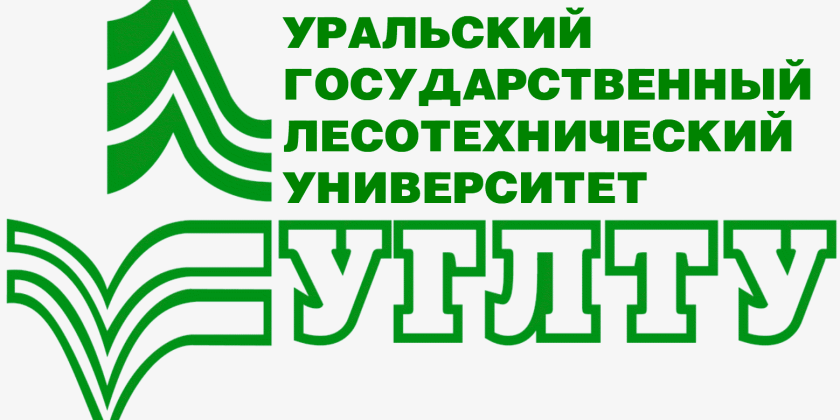 УРАЛЬСКИЙ
ГОСУДАРСТВЕННЫЙ
ЛЕСОТЕХНИЧЕСКИЙ
УНИВЕРСИТЕТ
УГЛТУ